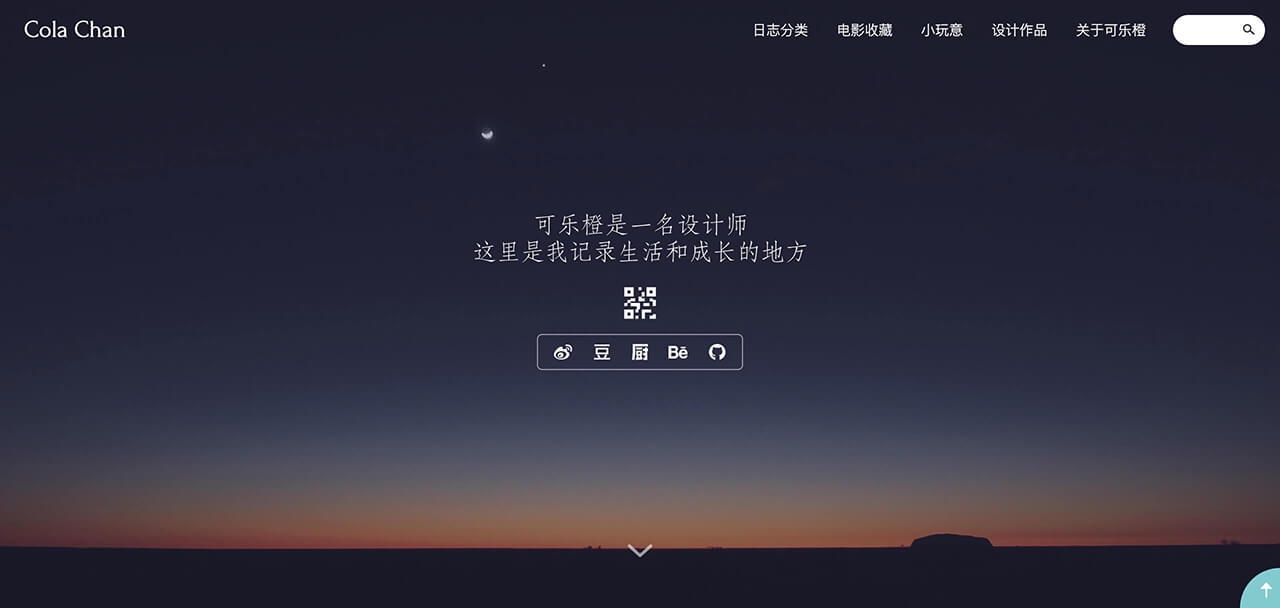 Cola Chan
日志分类 电影收藏 小玩意 设计作品 关于可乐橙
可乐橙是一名设计师
这里是我记录生活和成长的地方
豆 厨 Bē